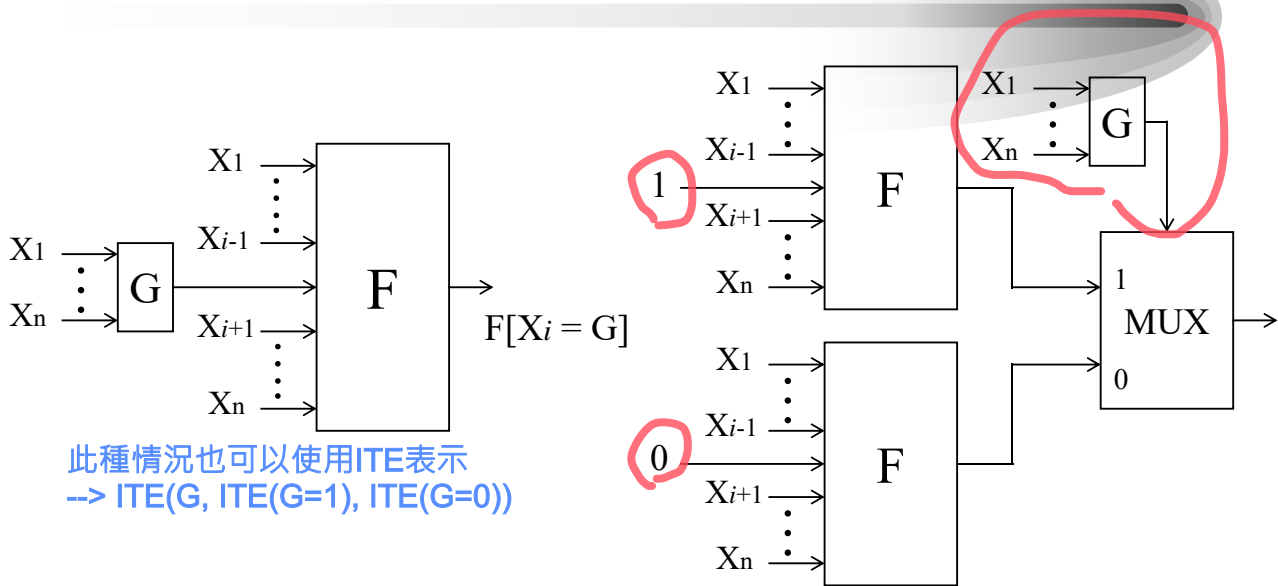 X1
Xi-1
X1
G
Xn
Xi+1
Xn
F
F[Xi = G]
此種情況也可以使用ITE表示
--> ITE(G, ITE(G=1), ITE(G=0))
X1
Xi-1
1
Xi+1
Xn
F
X1
Xn
G
1
MUX
0
X1
Xi-1
0
Xi+1
Xn
F